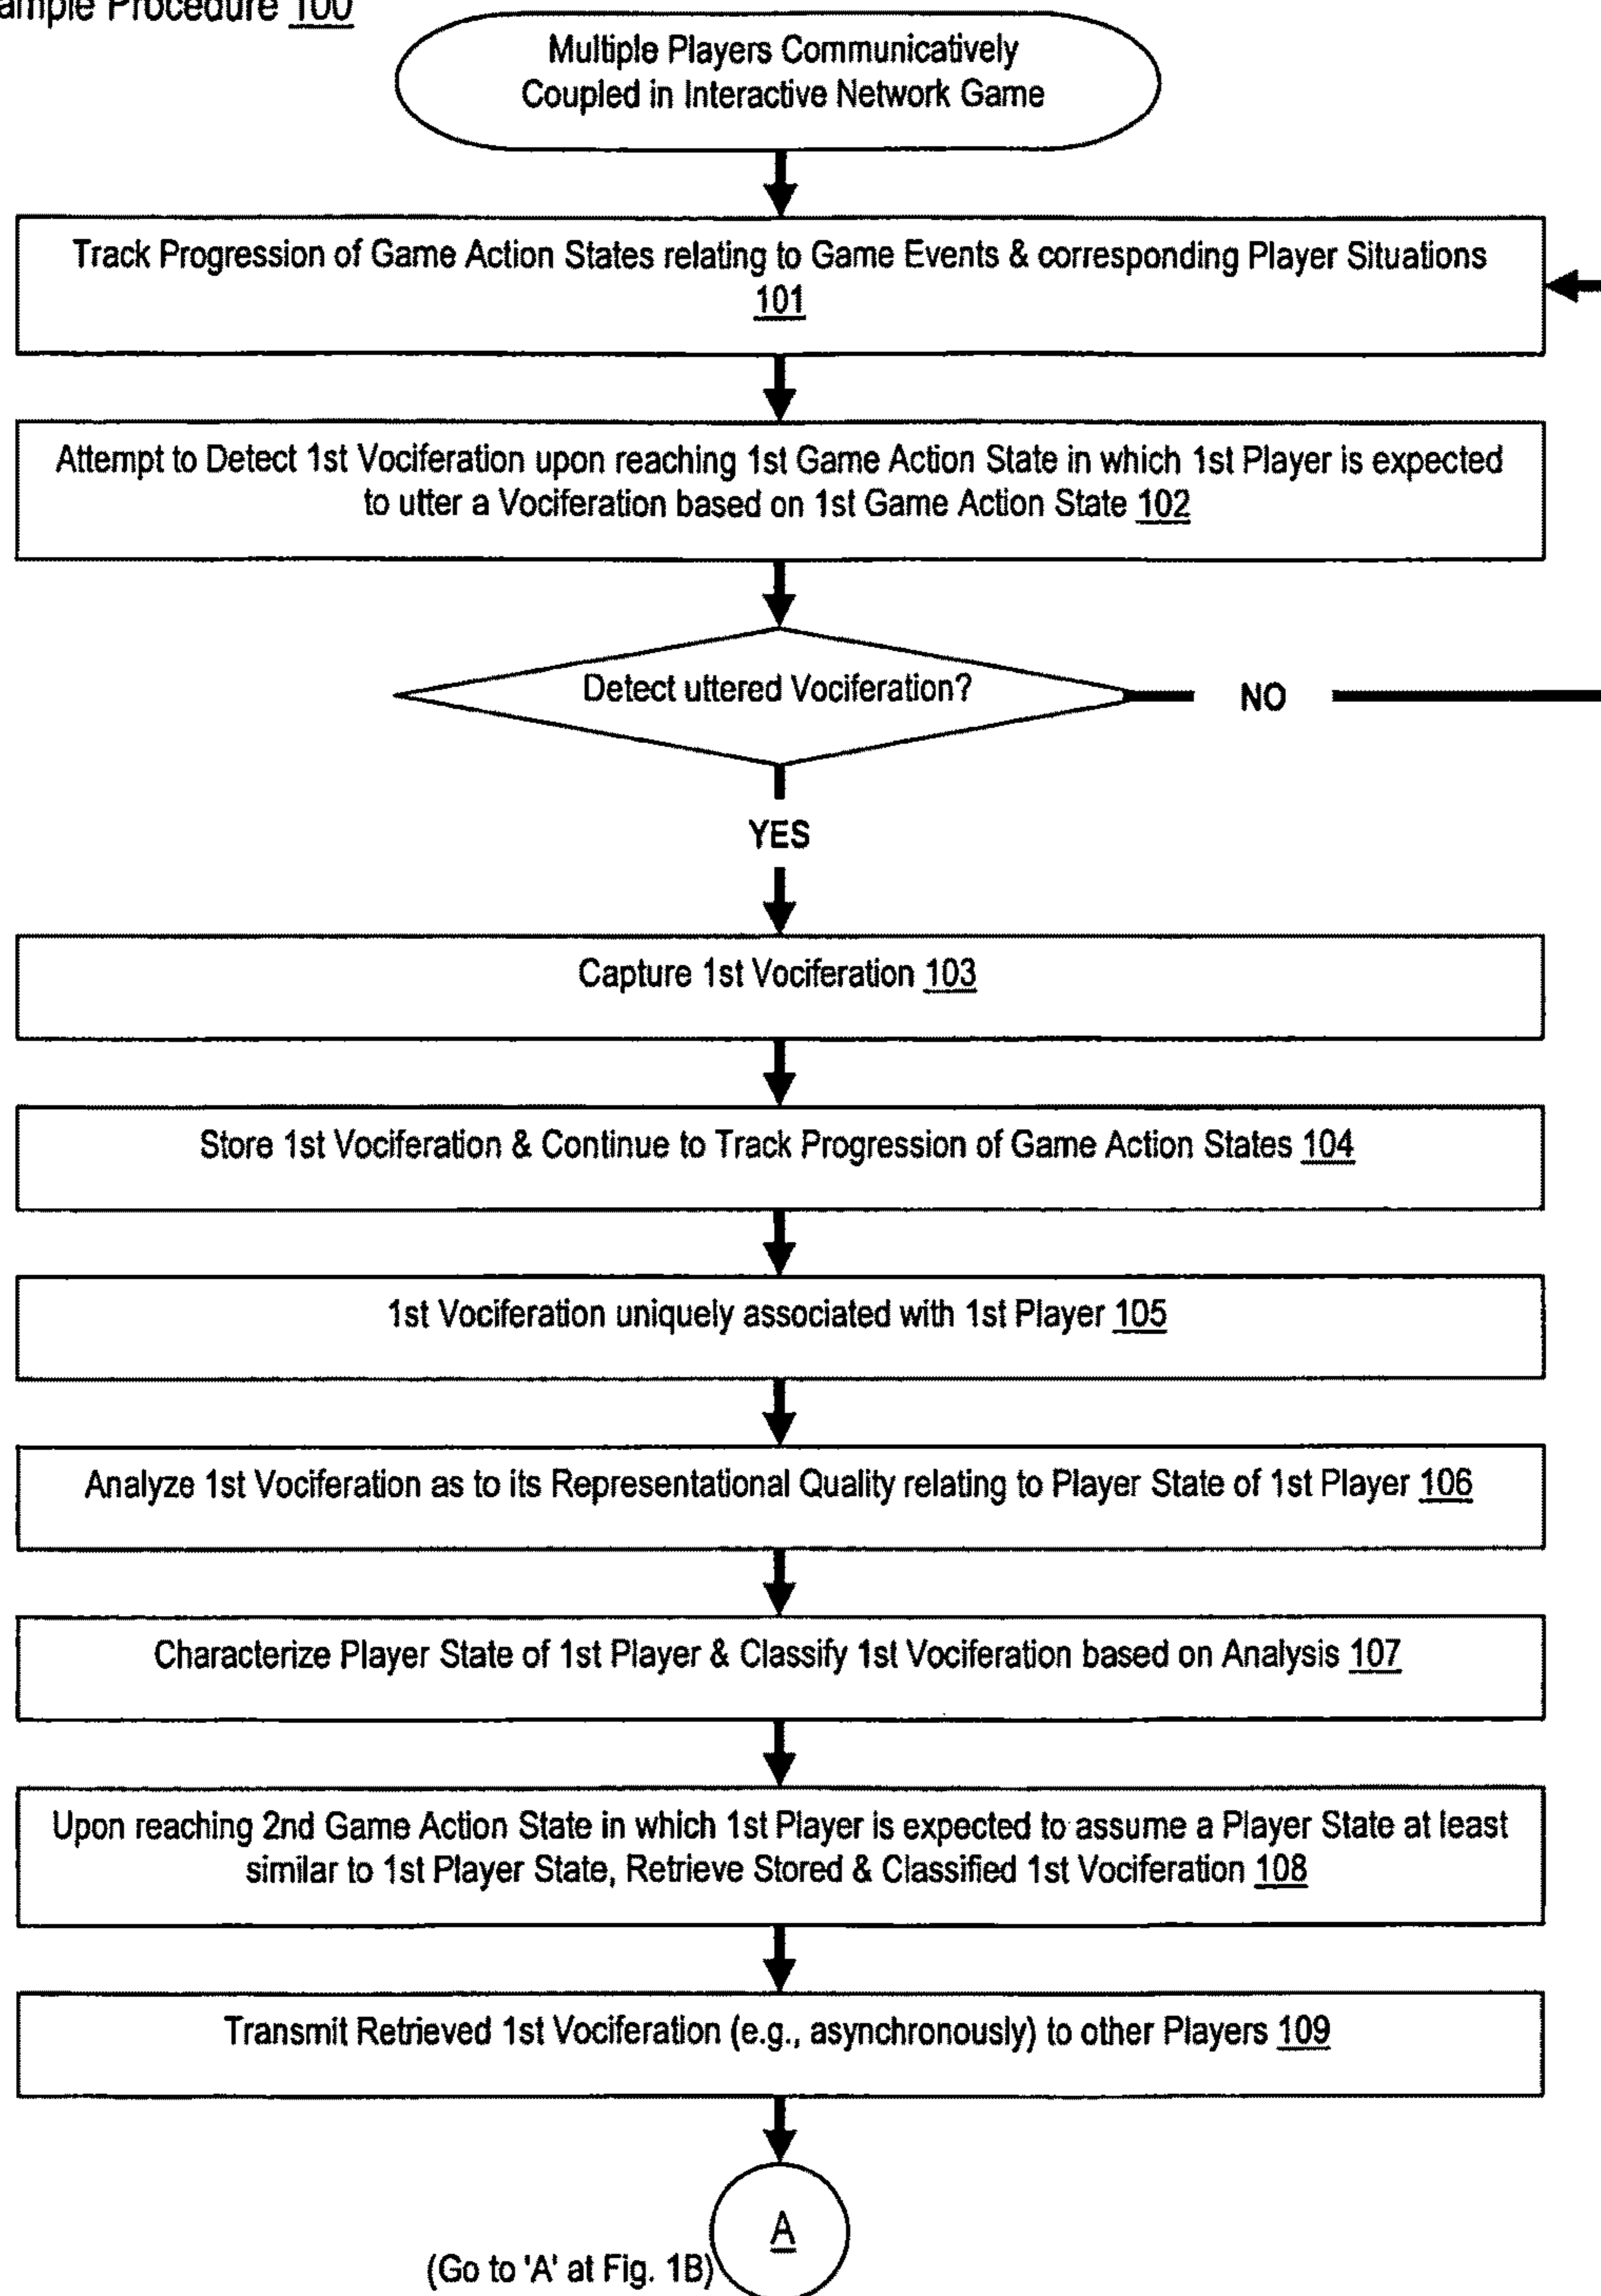 ample Procedure 100
Multiple Players Communicatively
Coupled in Interactive Network Game
Track Progression of Game Action States relating to Game Events & corresponding Player Situations
101
Attempt to Detect 1st Vociferation upon reaching 1st Game Action State in which 1st Player is expected
to utter a Vociferation based on 1st Game Action State 102
Detect uttered Vociferation?
NO
YES
Capture 1st Vociferation 103
Store 1st Vociferation & Continue to Track Progression of Game Action States 104
1st Vociferation uniquely associated with 1st Player 105
Analyze 1st Vociferation as to its Representational Quality relating to Player State of 1st Player 106
Characterize Player State of 1st Player & Classify 1st Vociferation based on Analysis 107
Upon reaching 2nd Game Action State in which 1st Player is expected to assume a Player State at least
similar to 1st Player State, Retrieve Stored & Classified 1st Vociferation 108
Transmit Retrieved 1st Vociferation (e.g., asynchronously) to other Players 109
A
(Go to 'A' at Fig. 1B)